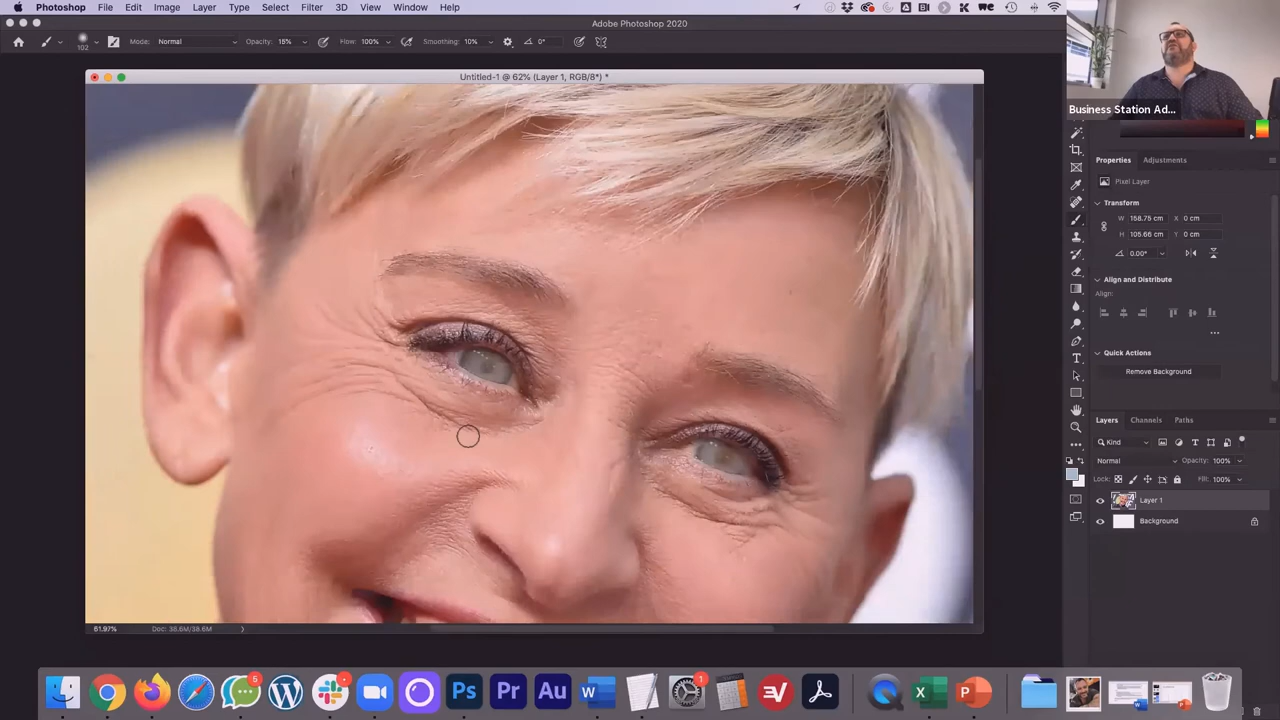 Photoshop File Edit Image Layer Type Select Filter 3D View Window Help
Adobe Photoshop 2020
102 Mode: Normal Opacity: 15% Flow: 100% Smoothing: 10% 0°
Untitled-1 @ 62% (Layer 1, RGB/8*) *
Business Station Ad...
Properties Adjustments
Pixel Layer
Transform
W 158.75 cm X 0 cm
H 105.66 cm Y 0 cm
0.00°
Align and Distribute
Align:
Quick Actions
Remove Background
Layers Channels Paths
Kind
Normal Opacity: 100%
Lock: Fill: 100%
Layer 1
Background
61.97% Doc: 38.6M/38.6M
5
1
Ps Pr Au W X P